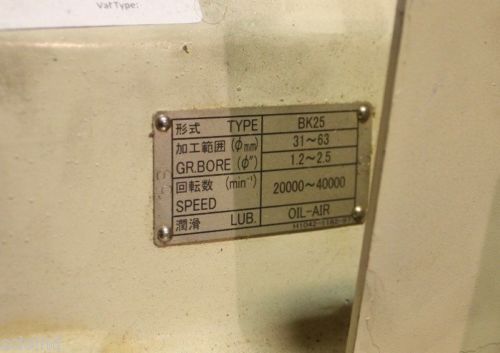 Vat Type:
形式 TYPE BK25
加工範囲 (φmm) 31~63
GR.BORE (φ") 1.2~2.5
回転数 (min⁻¹) 20000~40000
SPEED
潤滑 LUB. OIL-AIR